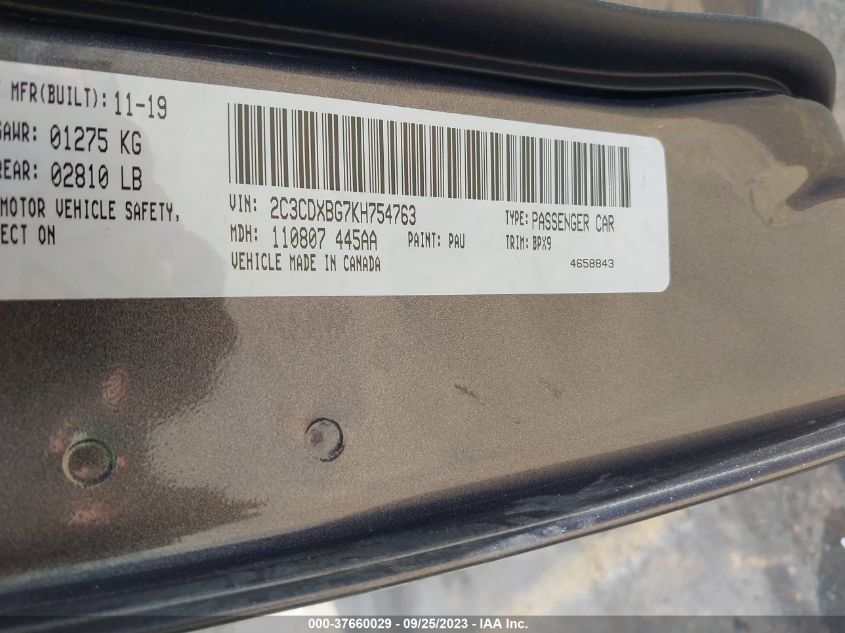 MFR(BUILT): 11-19
GAWR: 01275 KG
REAR: 02810 LB
MOTOR VEHICLE SAFETY,
ECT ON
VIN: 2C3CDXBG7KH754763
TYPE: PASSENGER CAR
MDH: 110807 445AA PAINT: PAU TRIM: BPX9
VEHICLE MADE IN CANADA
4658843
000-37660029 - 09/25/2023 - IAA Inc.